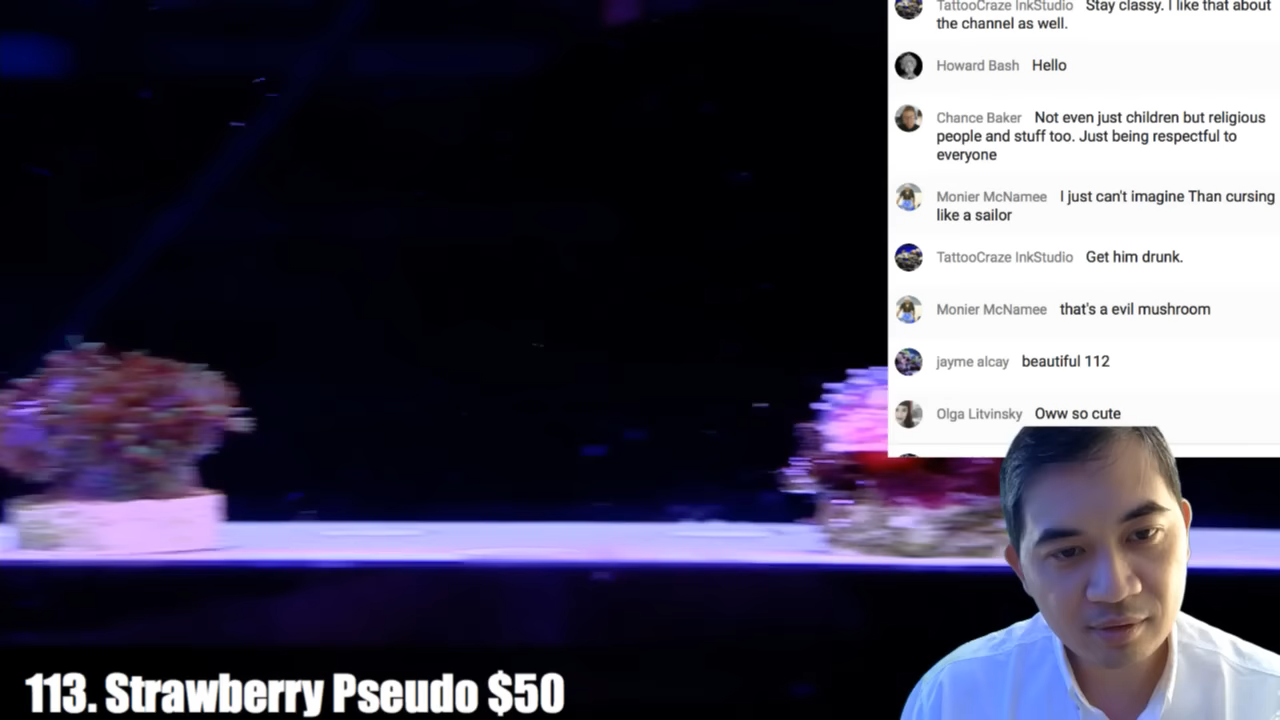 TattooCraze InkStudio Stay classy. I like that about
the channel as well.
Howard Bash Hello
Chance Baker Not even just children but religious
people and stuff too. Just being respectful to
everyone
Monier McNamee I just can't imagine Than cursing
like a sailor
TattooCraze InkStudio Get him drunk.
Monier McNamee that's a evil mushroom
jayme alcay beautiful 112
Olga Litvinsky Oww so cute
113. Strawberry Pseudo $50